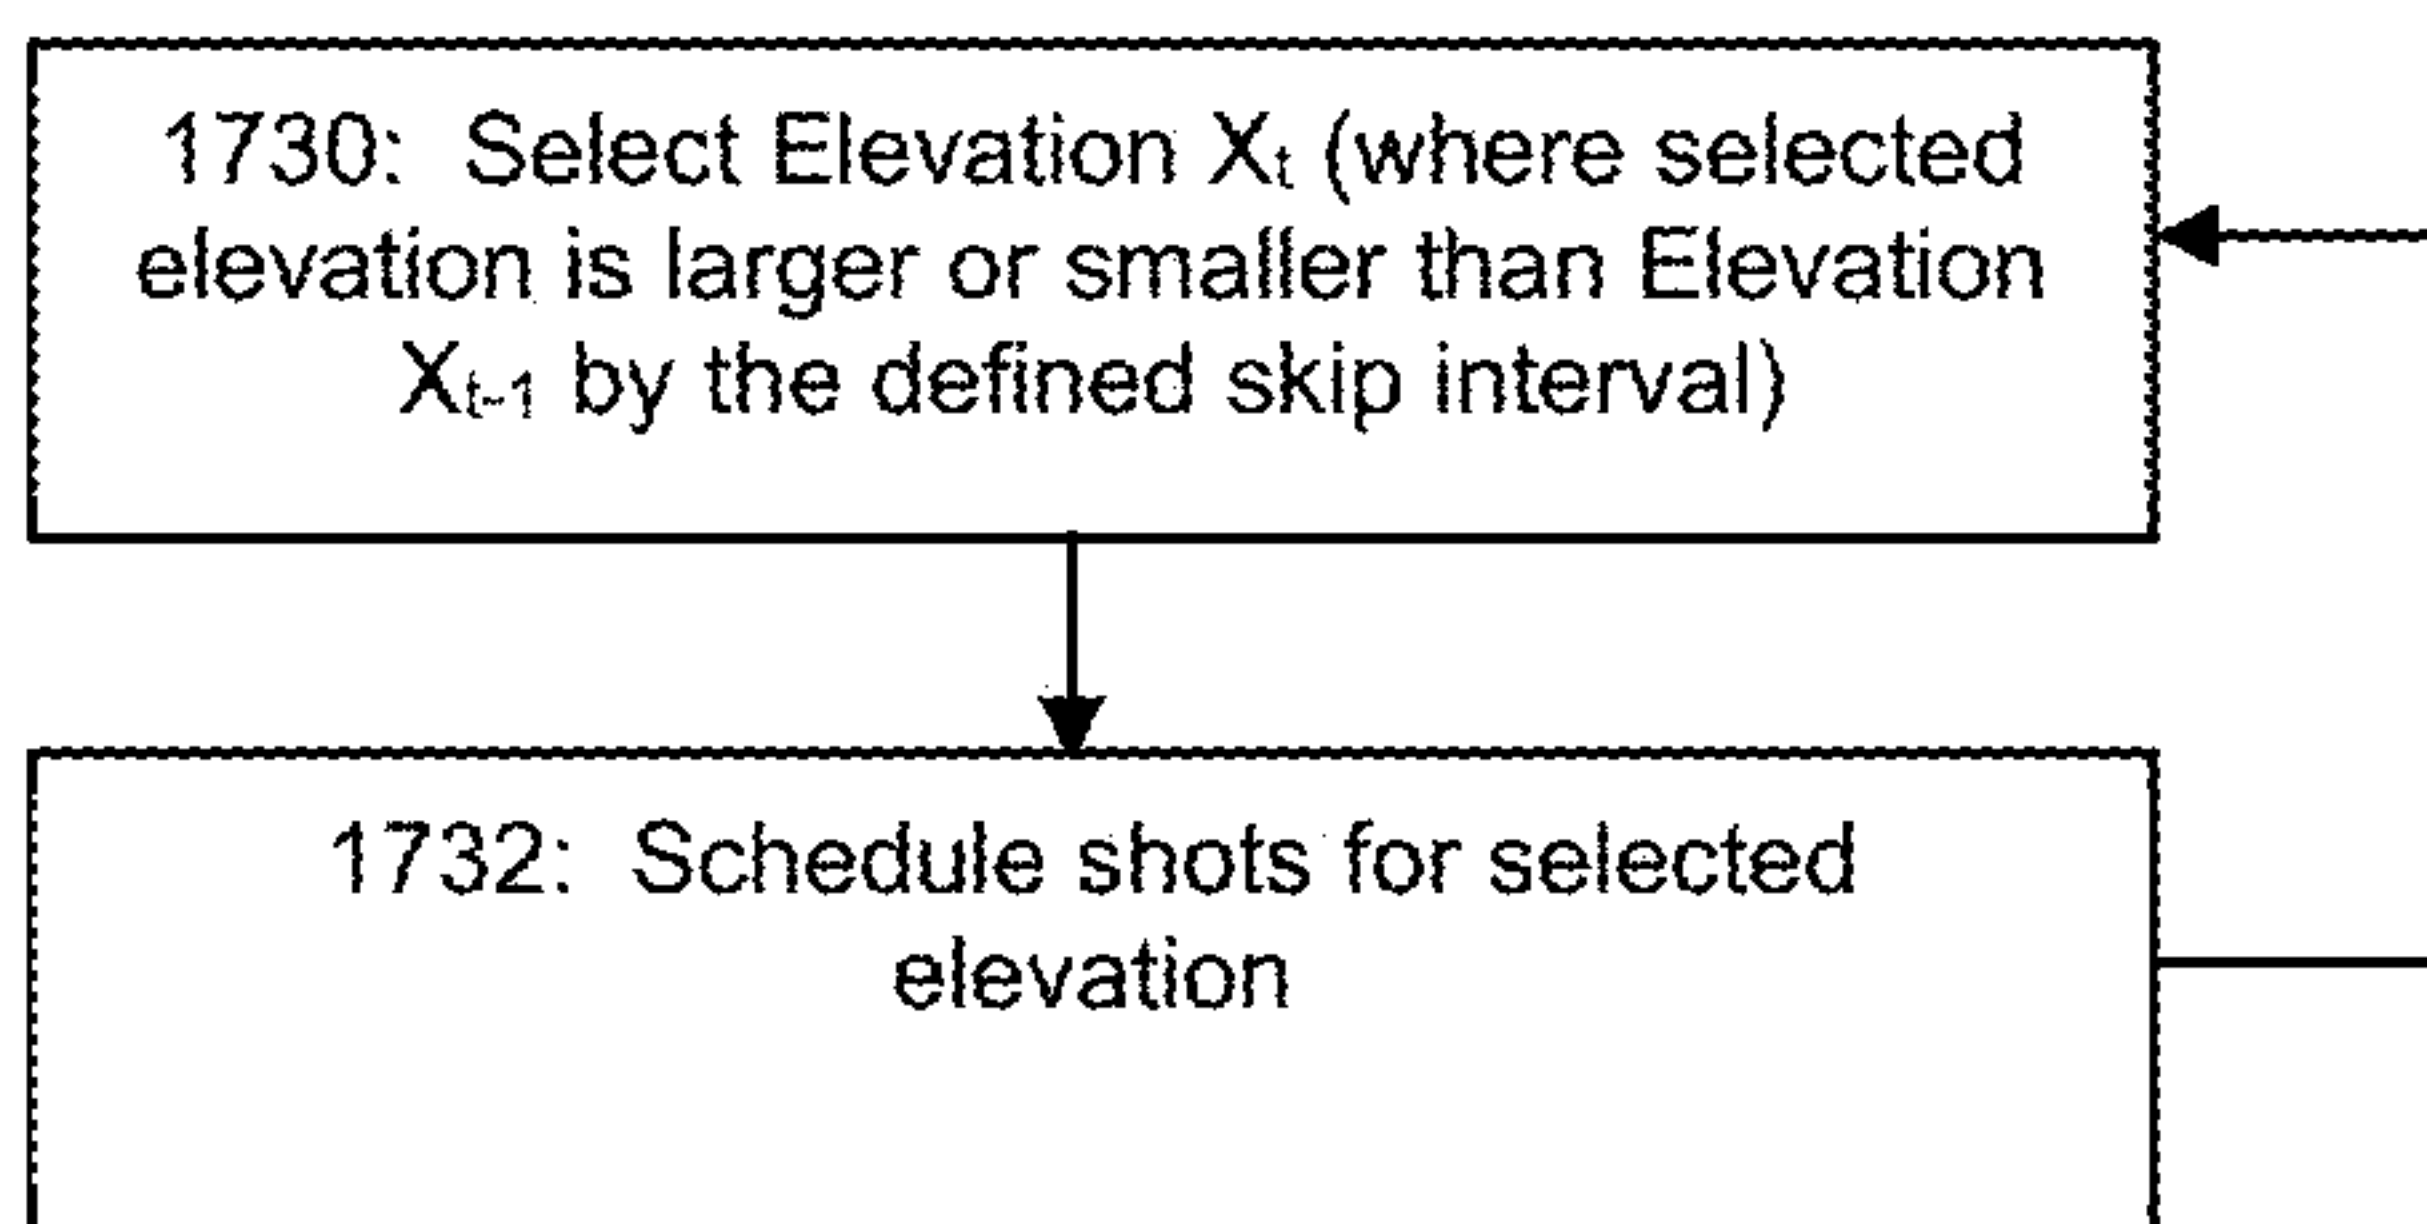 1730: Select Elevation Xt (where selected
elevation is larger or smaller than Elevation
Xt-1 by the defined skip interval)
1732: Schedule shots for selected
elevation